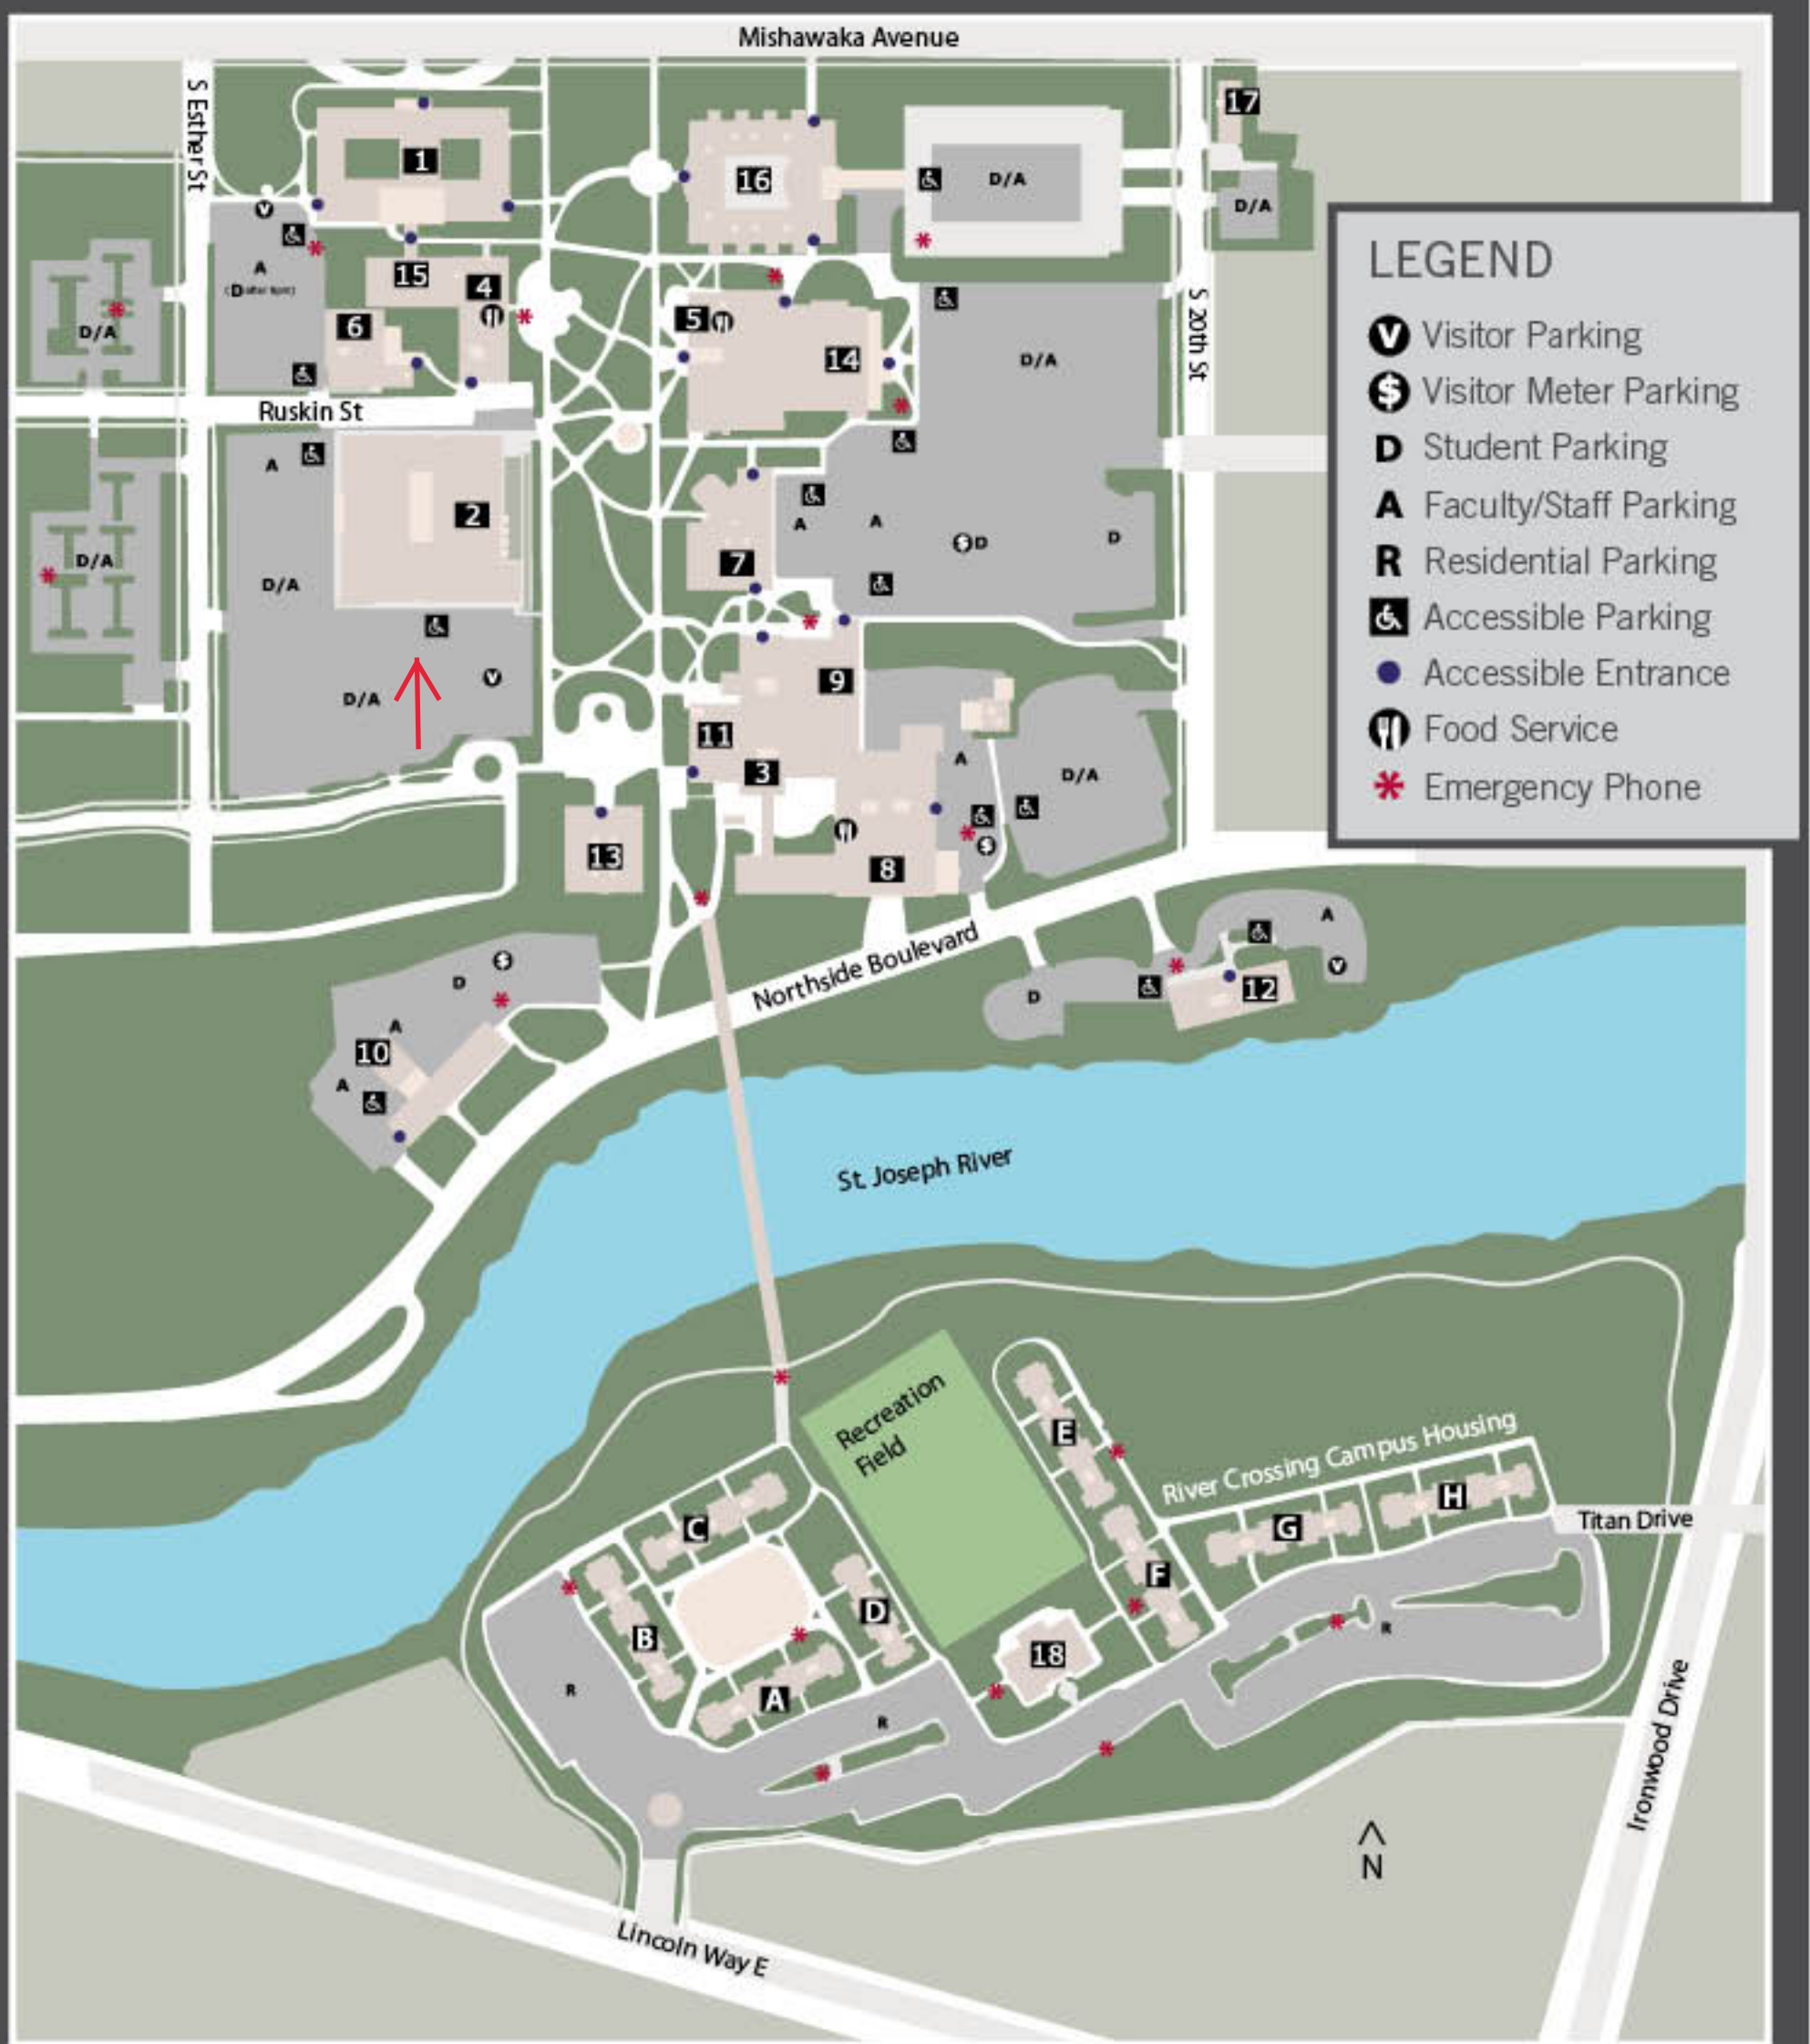 Mishawaka Avenue
S Esther St
17
1
16
D/A
D/A
V
A
(D after 5pm)
15
4
5
6
14
D/A
D/A
S 20th St
Ruskin St
A
2
A
A
$D
D
D/A
D/A
7
V
D/A
9
11
3
A
D/A
13
8
$
Northside Boulevard
A
$
D
V
12
D
A
10
A
St. Joseph River
Recreation
Field
E
River Crossing Campus Housing
H
G
Titan Drive
C
F
D
B
18
R
A
R
R
Ironwood Drive
N
Lincoln Way E
LEGEND
V Visitor Parking
$ Visitor Meter Parking
D Student Parking
A Faculty/Staff Parking
R Residential Parking
Accessible Parking
Accessible Entrance
Food Service
Emergency Phone